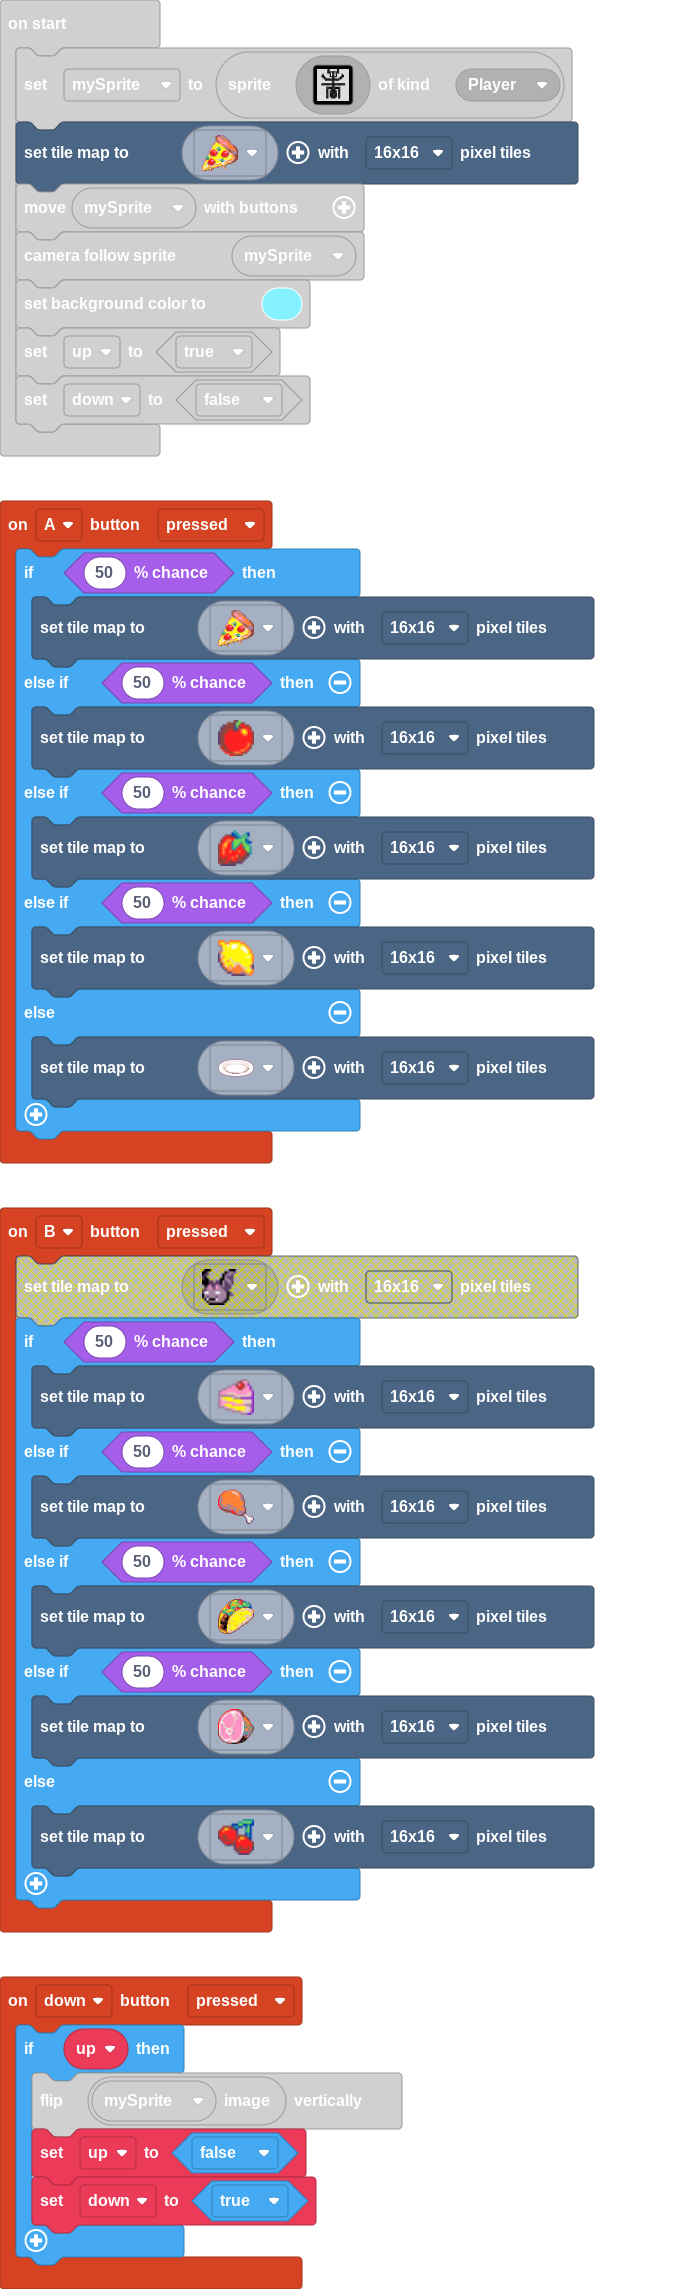 on start
set mySprite to sprite of kind Player
set tile map to with 16x16 pixel tiles
move mySprite with buttons
camera follow sprite mySprite
set background color to
set up to true
set down to false
on A button pressed
if 50 % chance then
set tile map to with 16x16 pixel tiles
else if 50 % chance then
set tile map to with 16x16 pixel tiles
else if 50 % chance then
set tile map to with 16x16 pixel tiles
else if 50 % chance then
set tile map to with 16x16 pixel tiles
else
set tile map to with 16x16 pixel tiles
on B button pressed
set tile map to with 16x16 pixel tiles
if 50 % chance then
set tile map to with 16x16 pixel tiles
else if 50 % chance then
set tile map to with 16x16 pixel tiles
else if 50 % chance then
set tile map to with 16x16 pixel tiles
else if 50 % chance then
set tile map to with 16x16 pixel tiles
else
set tile map to with 16x16 pixel tiles
on down button pressed
if up then
flip mySprite image vertically
set up to false
set down to true